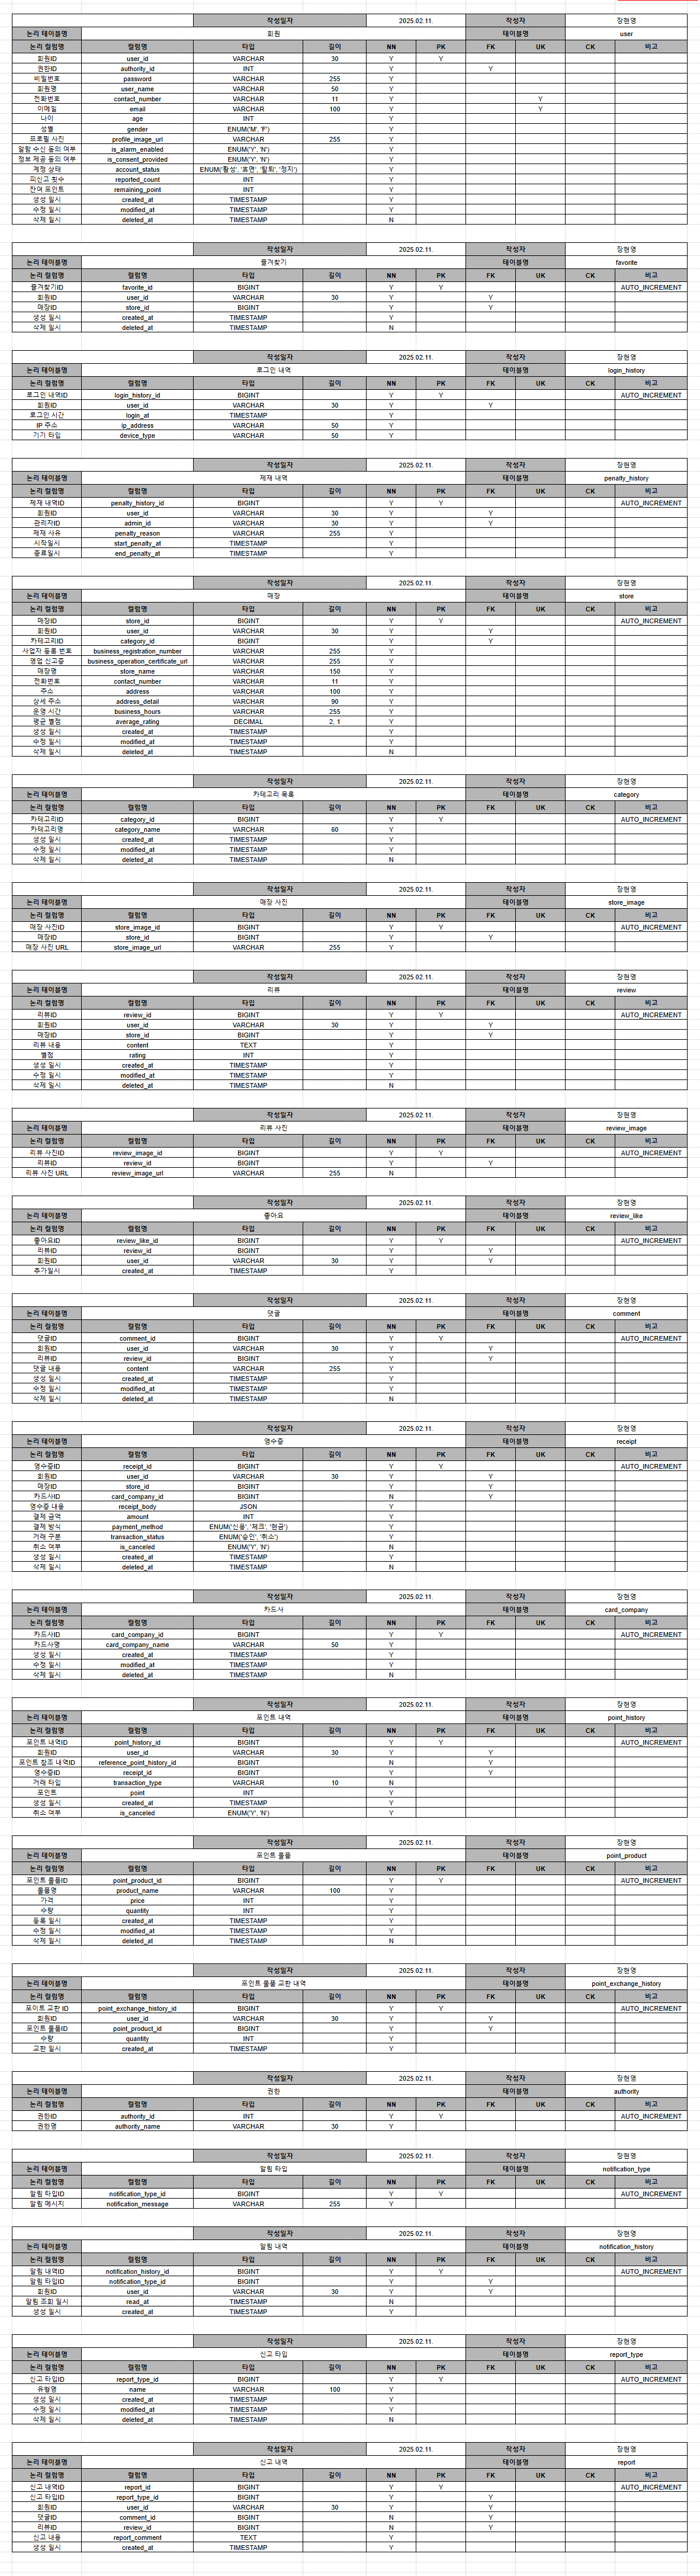 작성일자 2025.02.11. 작성자 장현영
논리 테이블명 회원 테이블명 user
논리 컬럼명 컬럼명 타입 길이 NN PK FK UK CK 비고
회원ID user_id VARCHAR 30 Y Y
권한ID authority_id INT Y Y
비밀번호 password VARCHAR 255 Y
회원명 user_name VARCHAR 50 Y
전화번호 contact_number VARCHAR 11 Y Y
이메일 email VARCHAR 100 Y Y
나이 age INT Y
성별 gender ENUM('M', 'F') Y
프로필 사진 profile_image_url VARCHAR 255 Y
알람 수신 동의 여부 is_alarm_enabled ENUM('Y', 'N') Y
정보 제공 동의 여부 is_consent_provided ENUM('Y', 'N') Y
계정 상태 account_status ENUM('활성', '휴면', '탈퇴', '정지') Y
피신고 횟수 reported_count INT Y
잔여 포인트 remaining_point INT Y
생성 일시 created_at TIMESTAMP Y
수정 일시 modified_at TIMESTAMP Y
삭제 일시 deleted_at TIMESTAMP N
작성일자 2025.02.11. 작성자 장현영
논리 테이블명 즐겨찾기 테이블명 favorite
논리 컬럼명 컬럼명 타입 길이 NN PK FK UK CK 비고
즐겨찾기ID favorite_id BIGINT Y Y AUTO_INCREMENT
회원ID user_id VARCHAR 30 Y Y
매장ID store_id BIGINT Y Y
생성 일시 created_at TIMESTAMP Y
삭제 일시 deleted_at TIMESTAMP N
작성일자 2025.02.11. 작성자 장현영
논리 테이블명 로그인 내역 테이블명 login_history
논리 컬럼명 컬럼명 타입 길이 NN PK FK UK CK 비고
로그인 내역ID login_history_id BIGINT Y Y AUTO_INCREMENT
회원ID user_id VARCHAR 30 Y Y
로그인 시간 login_at TIMESTAMP Y
IP 주소 ip_address VARCHAR 50 Y
기기 타입 device_type VARCHAR 50 Y
작성일자 2025.02.11. 작성자 장현영
논리 테이블명 제재 내역 테이블명 penalty_history
논리 컬럼명 컬럼명 타입 길이 NN PK FK UK CK 비고
제재 내역ID penalty_history_id BIGINT Y Y AUTO_INCREMENT
회원ID user_id VARCHAR 30 Y Y
관리자ID admin_id VARCHAR 30 Y Y
제재 사유 penalty_reason VARCHAR 255 Y
시작일시 start_penalty_at TIMESTAMP Y
종료일시 end_penalty_at TIMESTAMP Y
작성일자 2025.02.11. 작성자 장현영
논리 테이블명 매장 테이블명 store
논리 컬럼명 컬럼명 타입 길이 NN PK FK UK CK 비고
매장ID store_id BIGINT Y Y AUTO_INCREMENT
회원ID user_id VARCHAR 30 Y Y
카테고리ID category_id BIGINT Y Y
사업자 등록 번호 business_registration_number VARCHAR 255 Y
영업 신고증 business_operation_certificate_url VARCHAR 255 Y
매장명 store_name VARCHAR 150 Y
전화번호 contact_number VARCHAR 11 Y
주소 address VARCHAR 100 Y
상세 주소 address_detail VARCHAR 90 Y
운영 시간 business_hours VARCHAR 255 Y
평균 별점 average_rating DECIMAL 2, 1 Y
생성 일시 created_at TIMESTAMP Y
수정 일시 modified_at TIMESTAMP Y
삭제 일시 deleted_at TIMESTAMP N
작성일자 2025.02.11. 작성자 장현영
논리 테이블명 카테고리 목록 테이블명 category
논리 컬럼명 컬럼명 타입 길이 NN PK FK UK CK 비고
카테고리ID category_id BIGINT Y Y AUTO_INCREMENT
카테고리명 category_name VARCHAR 60 Y
생성 일시 created_at TIMESTAMP Y
수정 일시 modified_at TIMESTAMP Y
삭제 일시 deleted_at TIMESTAMP N
작성일자 2025.02.11. 작성자 장현영
논리 테이블명 매장 사진 테이블명 store_image
논리 컬럼명 컬럼명 타입 길이 NN PK FK UK CK 비고
매장 사진ID store_image_id BIGINT Y Y AUTO_INCREMENT
매장ID store_id BIGINT Y Y
매장 사진 URL store_image_url VARCHAR 255 Y
작성일자 2025.02.11. 작성자 장현영
논리 테이블명 리뷰 테이블명 review
논리 컬럼명 컬럼명 타입 길이 NN PK FK UK CK 비고
리뷰ID review_id BIGINT Y Y AUTO_INCREMENT
회원ID user_id VARCHAR 30 Y Y
매장ID store_id BIGINT Y Y
리뷰 내용 content TEXT Y
별점 rating INT Y
생성 일시 created_at TIMESTAMP Y
수정 일시 modified_at TIMESTAMP Y
삭제 일시 deleted_at TIMESTAMP N
작성일자 2025.02.11. 작성자 장현영
논리 테이블명 리뷰 사진 테이블명 review_image
논리 컬럼명 컬럼명 타입 길이 NN PK FK UK CK 비고
리뷰 사진ID review_image_id BIGINT Y Y AUTO_INCREMENT
리뷰ID review_id BIGINT Y Y
리뷰 사진 URL review_image_url VARCHAR 255 N
작성일자 2025.02.11. 작성자 장현영
논리 테이블명 좋아요 테이블명 review_like
논리 컬럼명 컬럼명 타입 길이 NN PK FK UK CK 비고
좋아요ID review_like_id BIGINT Y Y AUTO_INCREMENT
리뷰ID review_id BIGINT Y Y
회원ID user_id VARCHAR 30 Y Y
추가일시 created_at TIMESTAMP Y
작성일자 2025.02.11. 작성자 장현영
논리 테이블명 댓글 테이블명 comment
논리 컬럼명 컬럼명 타입 길이 NN PK FK UK CK 비고
댓글ID comment_id BIGINT Y Y AUTO_INCREMENT
회원ID user_id VARCHAR 30 Y Y
리뷰ID review_id BIGINT Y Y
댓글 내용 content VARCHAR 255 Y
생성 일시 created_at TIMESTAMP Y
수정 일시 modified_at TIMESTAMP Y
삭제 일시 deleted_at TIMESTAMP N
작성일자 2025.02.11. 작성자 장현영
논리 테이블명 영수증 테이블명 receipt
논리 컬럼명 컬럼명 타입 길이 NN PK FK UK CK 비고
영수증ID receipt_id BIGINT Y Y AUTO_INCREMENT
회원ID user_id VARCHAR 30 Y Y
매장ID store_id BIGINT Y Y
카드사ID card_company_id BIGINT N Y
영수증 내용 receipt_body JSON Y
결제 금액 amount INT Y
결제 방식 payment_method ENUM('신용', '체크', '현금') Y
거래 구분 transaction_status ENUM('승인', '취소') Y
취소 여부 is_canceled ENUM('Y', 'N') N
생성 일시 created_at TIMESTAMP Y
삭제 일시 deleted_at TIMESTAMP N
작성일자 2025.02.11. 작성자 장현영
논리 테이블명 카드사 테이블명 card_company
논리 컬럼명 컬럼명 타입 길이 NN PK FK UK CK 비고
카드사ID card_company_id BIGINT Y Y AUTO_INCREMENT
카드사명 card_company_name VARCHAR 50 Y
생성 일시 created_at TIMESTAMP Y
수정 일시 modified_at TIMESTAMP Y
삭제 일시 deleted_at TIMESTAMP N
작성일자 2025.02.11. 작성자 장현영
논리 테이블명 포인트 내역 테이블명 point_history
논리 컬럼명 컬럼명 타입 길이 NN PK FK UK CK 비고
포인트 내역ID point_history_id BIGINT Y Y AUTO_INCREMENT
회원ID user_id VARCHAR 30 Y Y
포인트 참조 내역ID reference_point_history_id BIGINT N Y
영수증ID receipt_id BIGINT Y Y
거래 타입 transaction_type VARCHAR 10 N
포인트 point INT Y
생성 일시 created_at TIMESTAMP Y
취소 여부 is_canceled ENUM('Y', 'N') Y
작성일자 2025.02.11. 작성자 장현영
논리 테이블명 포인트 물품 테이블명 point_product
논리 컬럼명 컬럼명 타입 길이 NN PK FK UK CK 비고
포인트 물품ID point_product_id BIGINT Y Y AUTO_INCREMENT
물품명 product_name VARCHAR 100 Y
가격 price INT Y
수량 quantity INT Y
등록 일시 created_at TIMESTAMP Y
수정 일시 modified_at TIMESTAMP Y
삭제 일시 deleted_at TIMESTAMP N
작성일자 2025.02.11. 작성자 장현영
논리 테이블명 포인트 물품 교환 내역 테이블명 point_exchange_history
논리 컬럼명 컬럼명 타입 길이 NN PK FK UK CK 비고
포이트 교환 ID point_exchange_history_id BIGINT Y Y AUTO_INCREMENT
회원ID user_id VARCHAR 30 Y Y
포인트 물품ID point_product_id BIGINT Y Y
수량 quantity INT Y
교환 일시 created_at TIMESTAMP Y
작성일자 2025.02.11. 작성자 장현영
논리 테이블명 권한 테이블명 authority
논리 컬럼명 컬럼명 타입 길이 NN PK FK UK CK 비고
권한ID authority_id INT Y Y AUTO_INCREMENT
권한명 authority_name VARCHAR 30 Y
작성일자 2025.02.11. 작성자 장현영
논리 테이블명 알림 타입 테이블명 notification_type
논리 컬럼명 컬럼명 타입 길이 NN PK FK UK CK 비고
알림 타입ID notification_type_id BIGINT Y Y AUTO_INCREMENT
알림 메시지 notification_message VARCHAR 255 Y
작성일자 2025.02.11. 작성자 장현영
논리 테이블명 알림 내역 테이블명 notification_history
논리 컬럼명 컬럼명 타입 길이 NN PK FK UK CK 비고
알림 내역ID notification_history_id BIGINT Y Y AUTO_INCREMENT
알림 타입ID notification_type_id BIGINT Y Y
회원ID user_id VARCHAR 30 Y Y
알림 조회 일시 read_at TIMESTAMP N
생성 일시 created_at TIMESTAMP Y
작성일자 2025.02.11. 작성자 장현영
논리 테이블명 신고 타입 테이블명 report_type
논리 컬럼명 컬럼명 타입 길이 NN PK FK UK CK 비고
신고 타입ID report_type_id BIGINT Y Y AUTO_INCREMENT
유형명 name VARCHAR 100 Y
생성 일시 created_at TIMESTAMP Y
수정 일시 modified_at TIMESTAMP Y
삭제 일시 deleted_at TIMESTAMP N
작성일자 2025.02.11. 작성자 장현영
논리 테이블명 신고 내역 테이블명 report
논리 컬럼명 컬럼명 타입 길이 NN PK FK UK CK 비고
신고 내역ID report_id BIGINT Y Y AUTO_INCREMENT
신고 타입ID report_type_id BIGINT Y Y
회원ID user_id VARCHAR 30 Y Y
댓글ID comment_id BIGINT N Y
리뷰ID review_id BIGINT N Y
신고 내용 report_comment TEXT Y
생성 일시 created_at TIMESTAMP Y